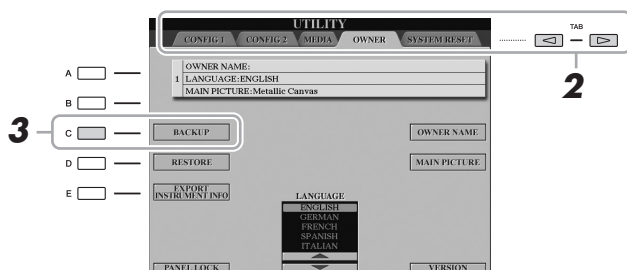 UTILITY
CONFIG 1 CONFIG 2 MEDIA OWNER SYSTEM RESET
TAB
2
OWNER NAME:
1 LANGUAGE:ENGLISH
MAIN PICTURE:Metallic Canvas
A
B
3 C BACKUP OWNER NAME
D RESTORE MAIN PICTURE
E EXPORT
INSTRUMENT INFO
LANGUAGE
ENGLISH
GERMAN
FRENCH
SPANISH
ITALIAN
PANEL LOCK VERSION